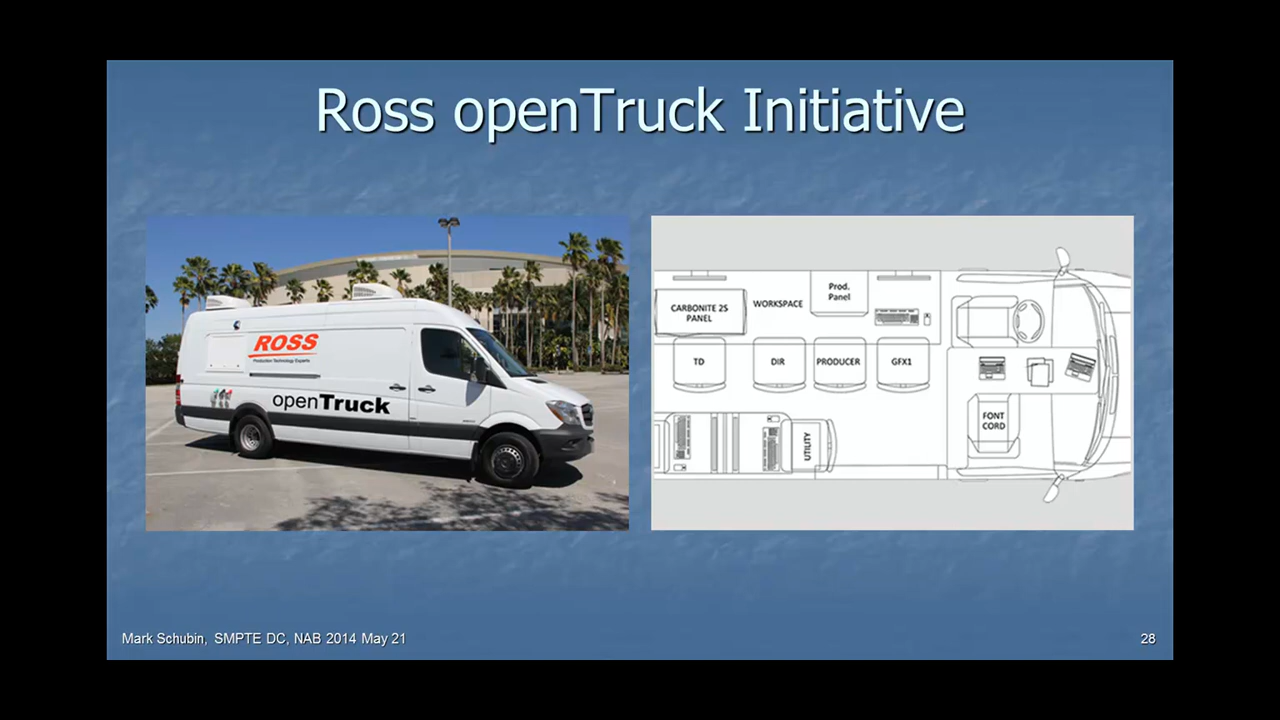 Ross openTruck Initiative
ROSS
Production Technology Experts
openTruck
CARBONITE 2S
PANEL
WORKSPACE
Prod.
Panel
TD
DIR
PRODUCER
GFX1
UTILITY
FONT
CORD
Mark Schubin, SMPTE DC, NAB 2014 May 21
28